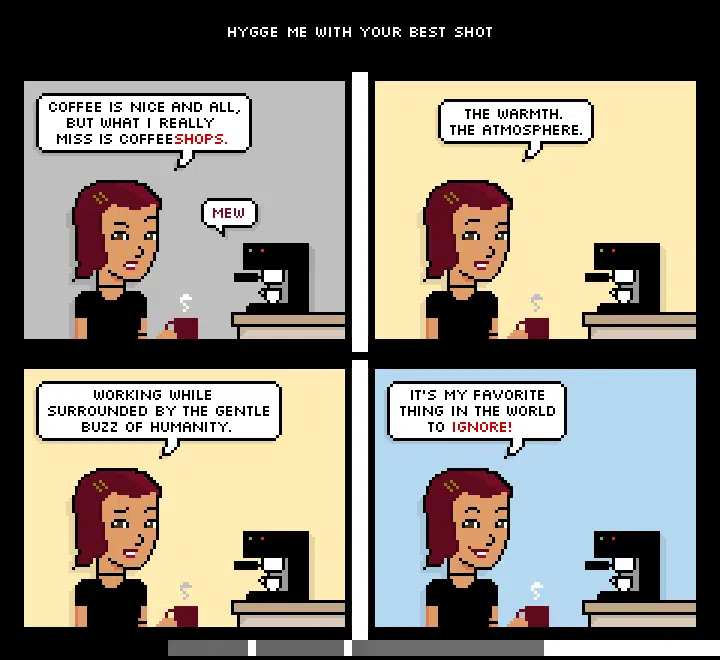 HYGGE ME WITH YOUR BEST SHOT
COFFEE IS NICE AND ALL,
BUT WHAT I REALLY
MISS IS COFFEESHOPS.
MEW
THE WARMTH.
THE ATMOSPHERE.
WORKING WHILE
SURROUNDED BY THE GENTLE
BUZZ OF HUMANITY.
IT'S MY FAVORITE
THING IN THE WORLD
TO IGNORE!